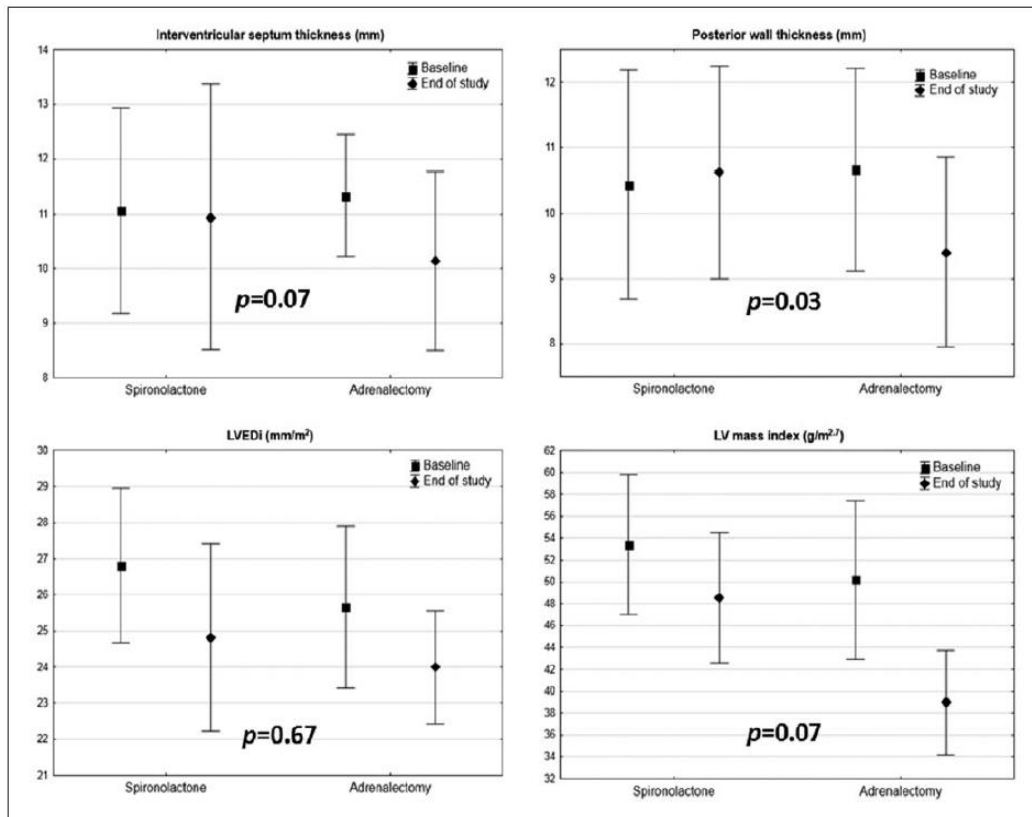 Interventricular septum thickness (mm)
14
13
12
11
10
9
8
Baseline
End of study
p=0.07
Spironolactone Adrenalectomy
Posterior wall thickness (mm)
12
11
10
9
8
Baseline
End of study
p=0.03
Spironolactone Adrenalectomy
LVEDi (mm/m²)
30
29
28
27
26
25
24
23
22
21
Baseline
End of study
p=0.67
Spironolactone Adrenalectomy
LV mass index (g/m²·⁷)
62
60
58
56
54
52
50
48
46
44
42
40
38
36
34
32
Baseline
End of study
p=0.07
Spironolactone Adrenalectomy